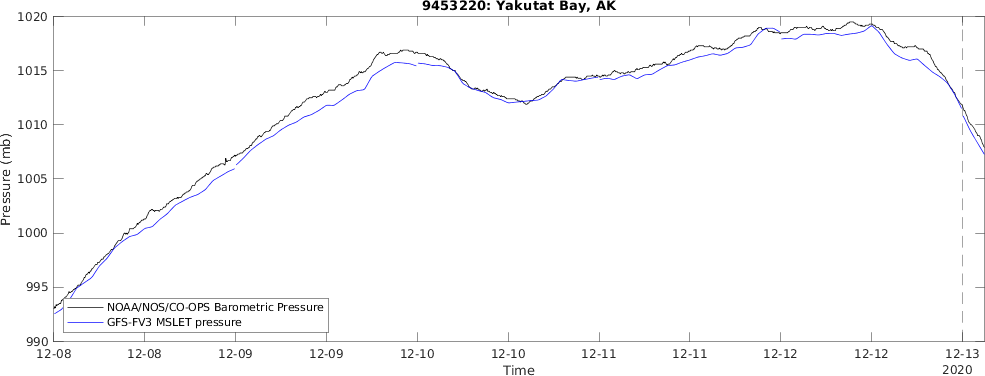 9453220: Yakutat Bay, AK
1020
1015
1010
1005
1000
995
990
Pressure (mb)
NOAA/NOS/CO-OPS Barometric Pressure
GFS-FV3 MSLET pressure
12-08 12-08 12-09 12-09 12-10 12-10 12-11 12-11 12-12 12-12 12-13
Time 2020